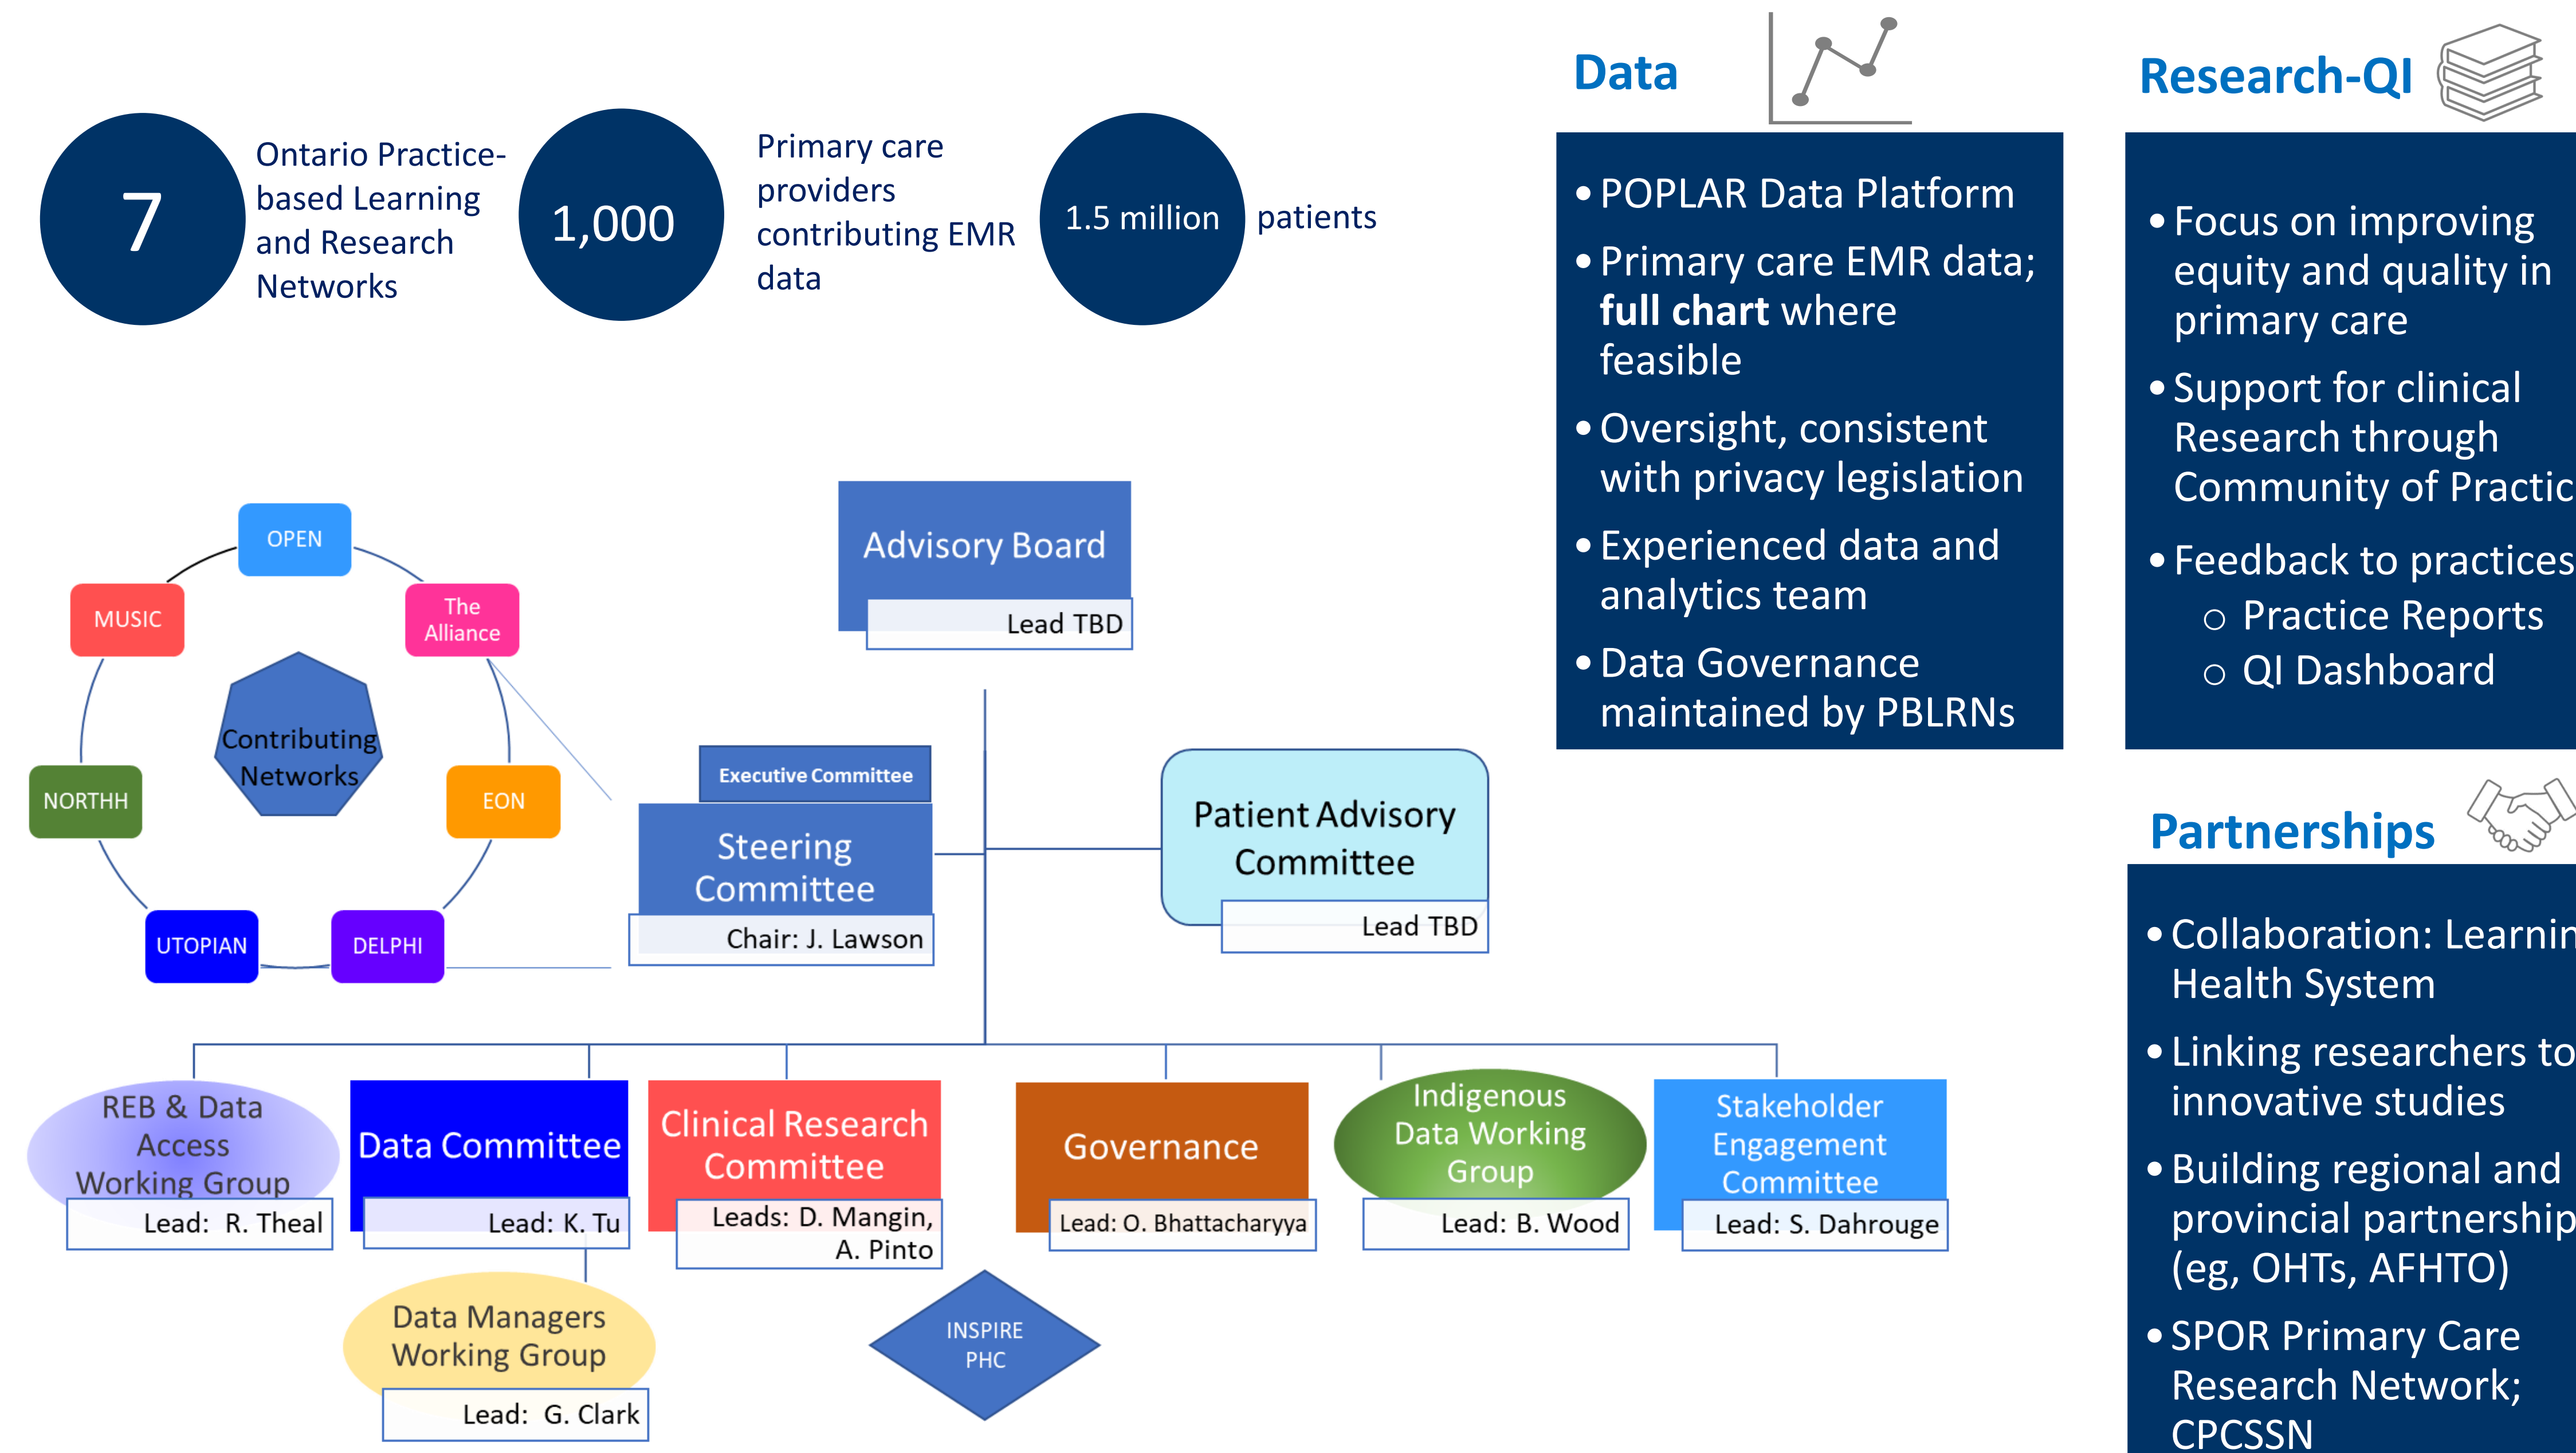 7
Ontario Practice-
based Learning
and Research
Networks
1,000
Primary care
providers
contributing EMR
data
1.5 million
patients
OPEN
The
Alliance
MUSIC
Contributing
Networks
NORTHH
EON
UTOPIAN
DELPHI
Advisory Board
Lead TBD
Executive Committee
Steering
Committee
Chair: J. Lawson
Patient Advisory
Committee
Lead TBD
REB & Data
Access
Working Group
Lead:  R. Theal
Data Committee
Lead: K. Tu
Clinical Research
Committee
Leads: D. Mangin,
A. Pinto
Governance
Lead: O. Bhattacharyya
Indigenous
Data Working
Group
Lead: B. Wood
Stakeholder
Engagement
Committee
Lead: S. Dahrouge
Data Managers
Working Group
Lead:  G. Clark
INSPIRE
PHC
Data
• POPLAR Data Platform
• Primary care EMR data;
full chart where
feasible
• Oversight, consistent
with privacy legislation
• Experienced data and
analytics team
• Data Governance
maintained by PBLRNs
Research-QI
• Focus on improving
equity and quality in
primary care
• Support for clinical
Research through
Community of Practic
• Feedback to practices
o Practice Reports
o QI Dashboard
Partnerships
• Collaboration: Learnin
Health System
• Linking researchers to
innovative studies
• Building regional and
provincial partnership
(eg, OHTs, AFHTO)
• SPOR Primary Care
Research Network;
CPCSSN